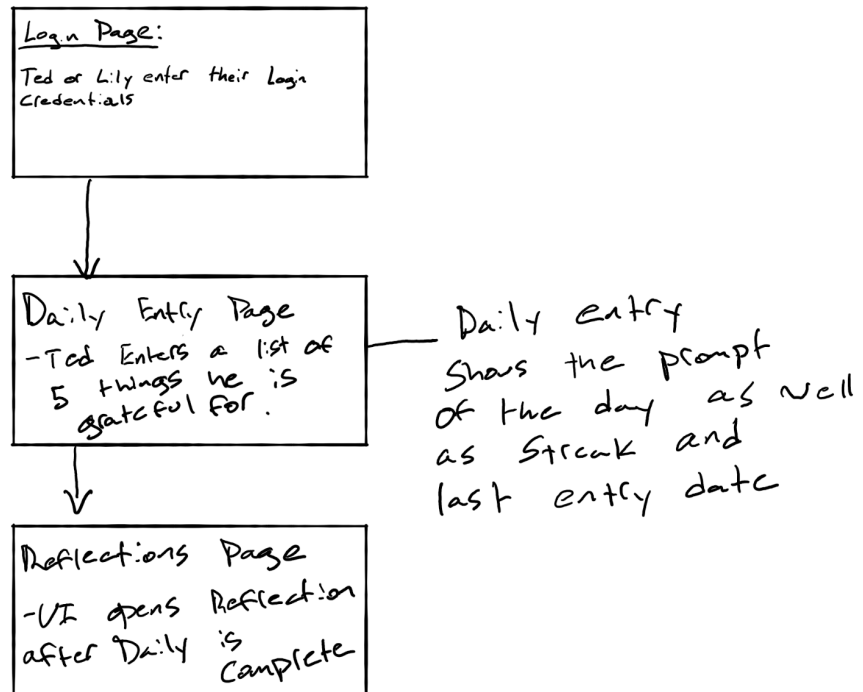 Login Page:
Ted or Lily enter their Login
Credentials
Daily Entry Page
-Ted Enters a list of
5 things he is
grateful for.
Daily entry
Shows the prompt
of the day as well
as Streak and
last entry date
Reflections Page
-UI opens Reflection
after Daily is
Complete